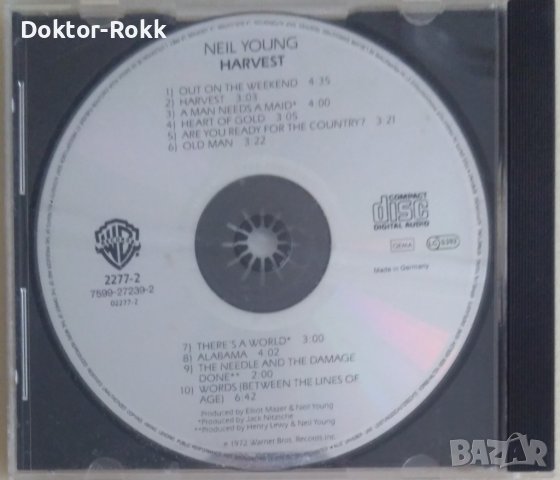 Doktor-Rokk
NEIL YOUNG
HARVEST
1) OUT ON THE WEEKEND 4:35
2) HARVEST 3:03
3) A MAN NEEDS A MAID* 4:00
4) HEART OF GOLD 3:05
5) ARE YOU READY FOR THE COUNTRY? 3:21
6) OLD MAN 3:22
COMPACT
disc
DIGITAL AUDIO
GEMA
LC
Made in Germany
2277-2
7599-27239-2
02277-2
7) THERE'S A WORLD* 3:00
8) ALABAMA 4:02
9) THE NEEDLE AND THE DAMAGE
DONE** 2:00
10) WORDS (BETWEEN THE LINES OF
AGE) 6:42
Produced by Elliot Mazer & Neil Young
*Produced by Jack Nitzsche
**Produced by Henry Lewy & Neil Young
℗ 1972 Warner Bros. Records Inc.
BAZAR